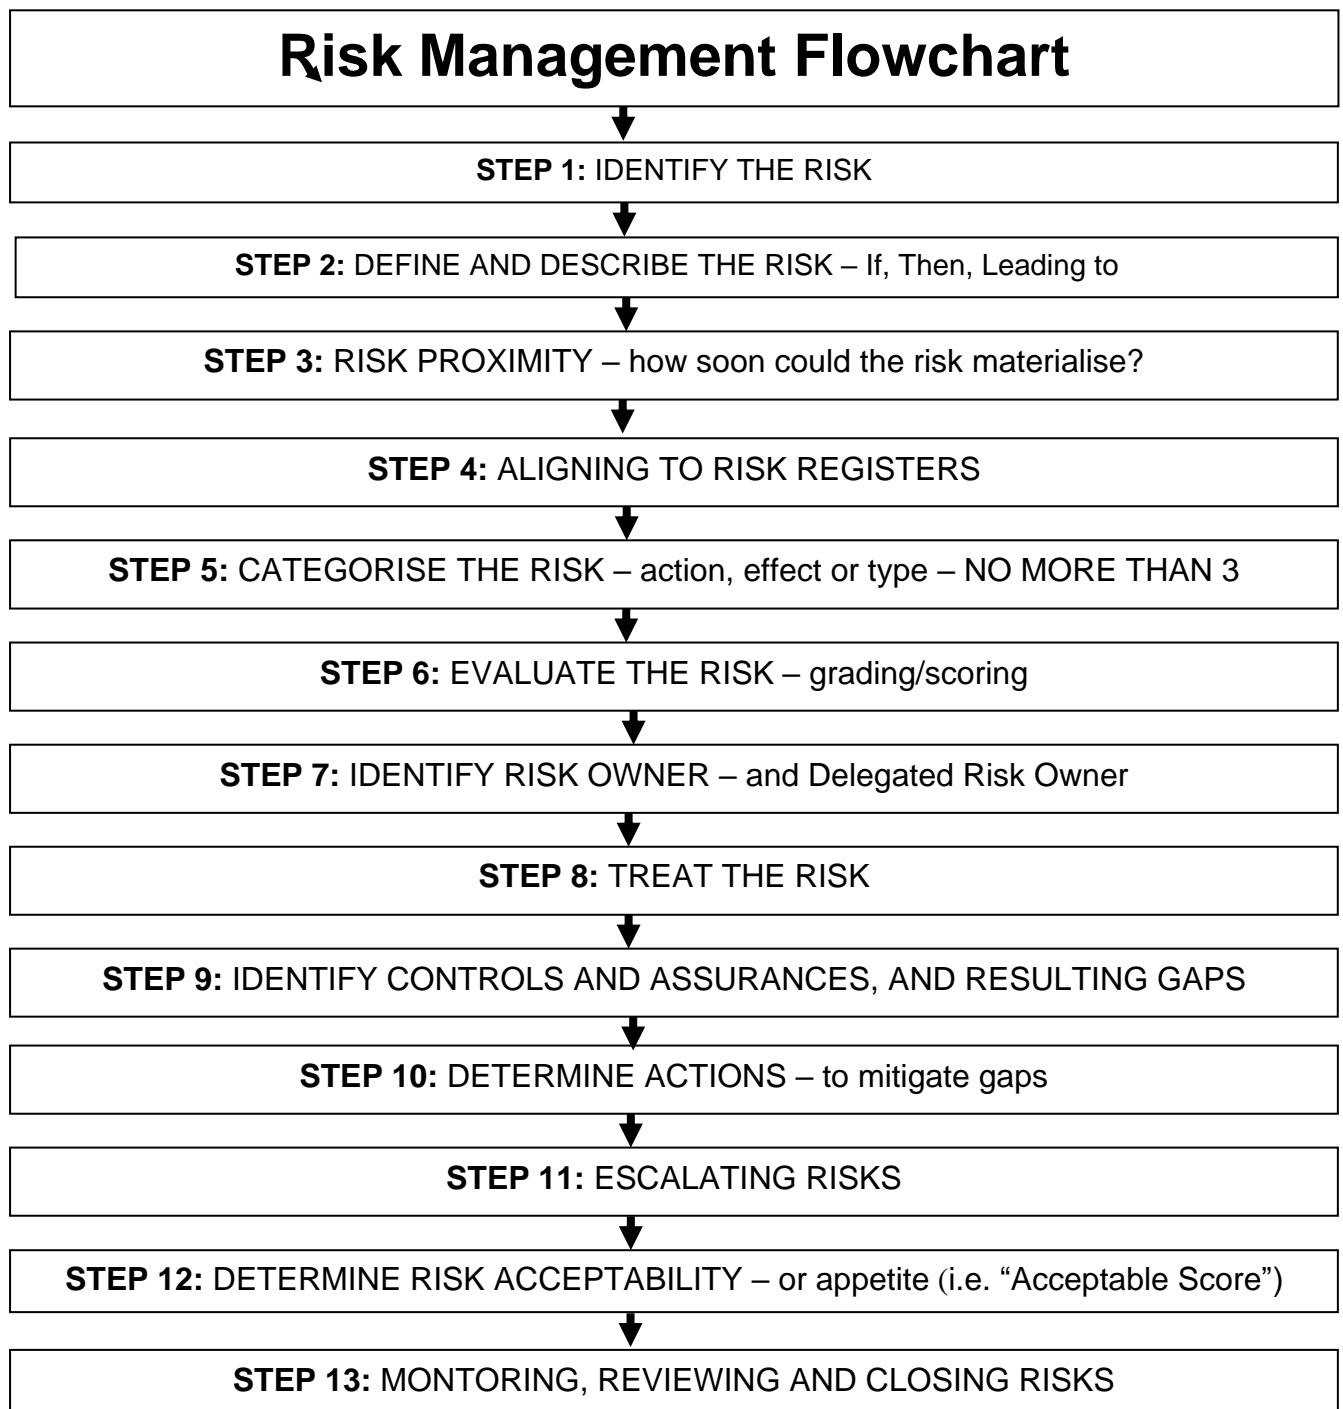 Risk Management Flowchart
STEP 1: IDENTIFY THE RISK
STEP 2: DEFINE AND DESCRIBE THE RISK – If, Then, Leading to
STEP 3: RISK PROXIMITY – how soon could the risk materialise?
STEP 4: ALIGNING TO RISK REGISTERS
STEP 5: CATEGORISE THE RISK – action, effect or type – NO MORE THAN 3
STEP 6: EVALUATE THE RISK – grading/scoring
STEP 7: IDENTIFY RISK OWNER – and Delegated Risk Owner
STEP 8: TREAT THE RISK
STEP 9: IDENTIFY CONTROLS AND ASSURANCES, AND RESULTING GAPS
STEP 10: DETERMINE ACTIONS – to mitigate gaps
STEP 11: ESCALATING RISKS
STEP 12: DETERMINE RISK ACCEPTABILITY – or appetite (i.e. “Acceptable Score”)
STEP 13: MONTORING, REVIEWING AND CLOSING RISKS